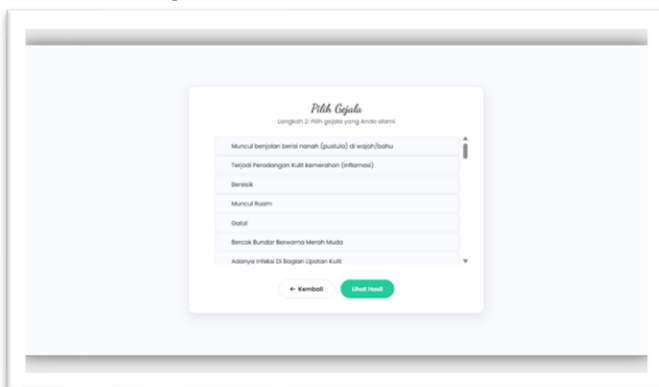 Pilih Gejala
Langkah 2: Pilih gejala yang Anda alami
Muncul benjolan berisi nanah (pustula) di wajah/bahu
Terjadi Peradangan Kulit kemerahan (Inflamasi)
Bersisik
Muncul Ruam
Gatal
Bercak Bundar Berwarna Merah Muda
Adanya Infeksi Di Bagian Lipatan Kulit
← Kembali
Lihat Hasil